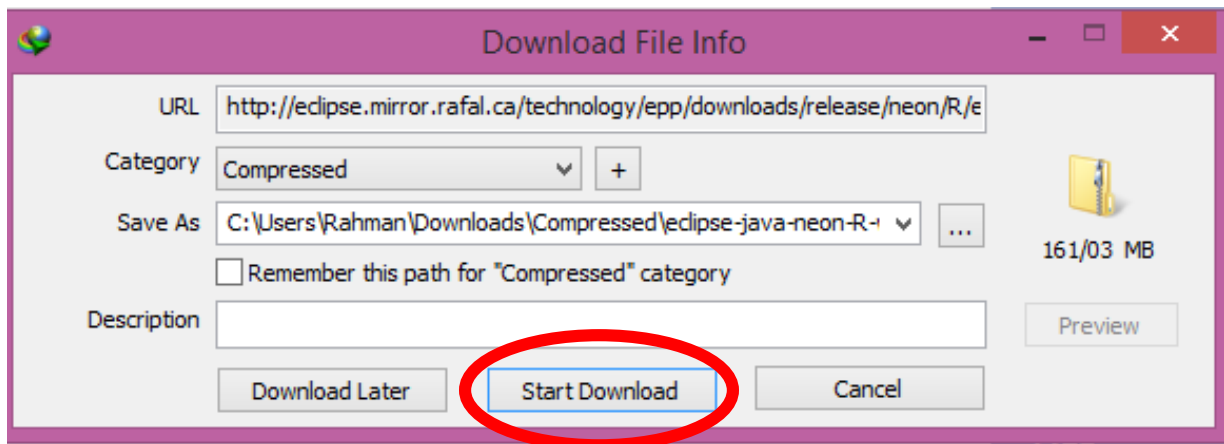 Download File Info
URL http://eclipse.mirror.rafal.ca/technology/epp/downloads/release/neon/R/e
Category Compressed +
Save As C:\Users\Rahman\Downloads\Compressed\eclipse-java-neon-R- ...
161/03 MB
Remember this path for "Compressed" category
Description
Preview
Download Later Start Download Cancel